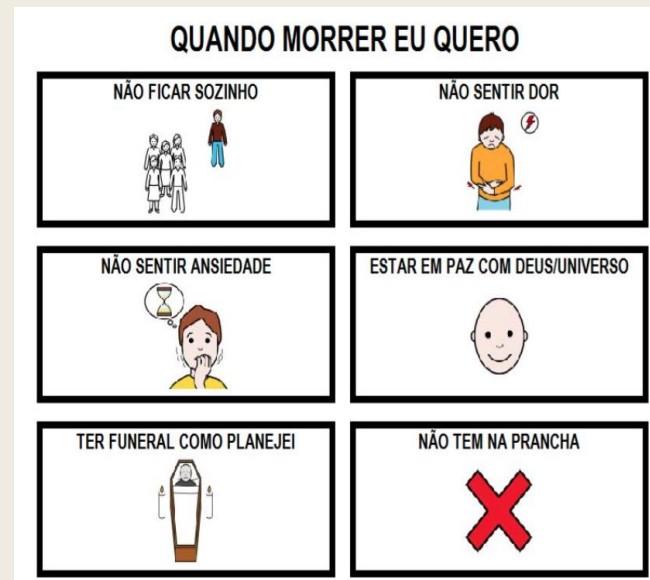 QUANDO MORRER EU QUERO
NÃO FICAR SOZINHO
NÃO SENTIR DOR
NÃO SENTIR ANSIEDADE
ESTAR EM PAZ COM DEUS/UNIVERSO
TER FUNERAL COMO PLANEJEI
NÃO TEM NA PRANCHA